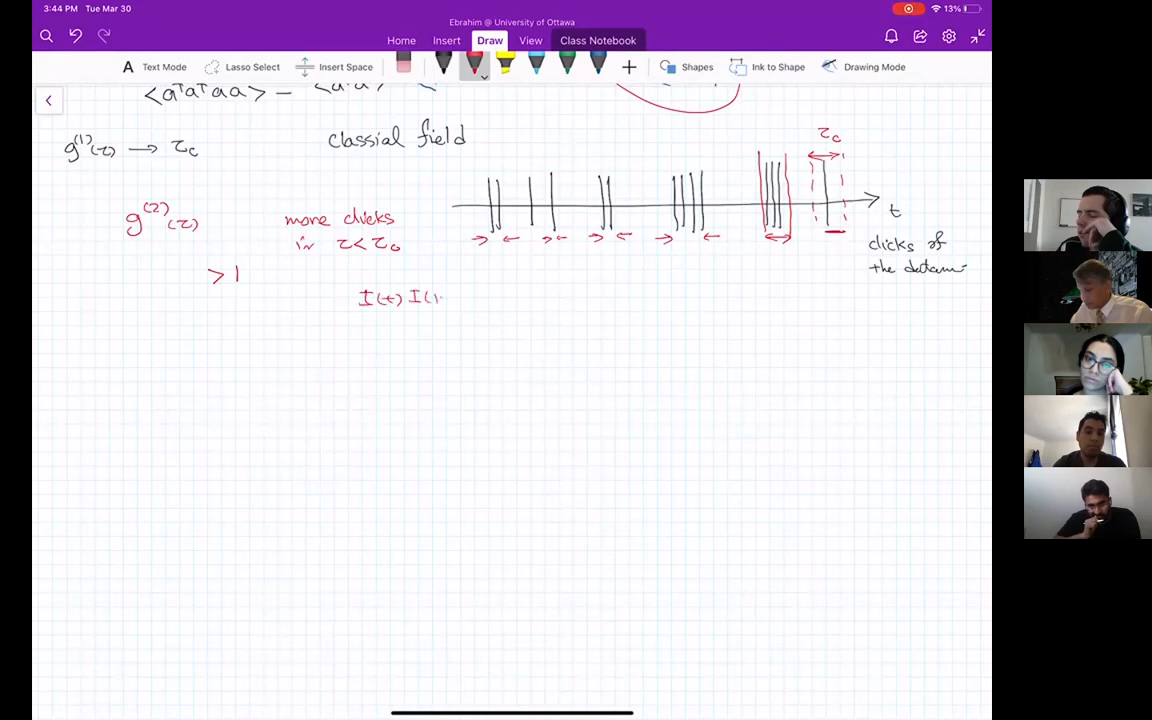 3:44 PM Tue Mar 30
13%
Ebrahim @ University of Ottawa
Home Insert Draw View Class Notebook
A Text Mode Lasso Select Insert Space Shapes Ink to Shape Drawing Mode
<a†a†aa> –
g⁽¹⁾(τ) → τc
classial field
τc
t
g⁽²⁾(τ)
more clicks
in τ<τc
clicks of
the
> 1
I(t) I(